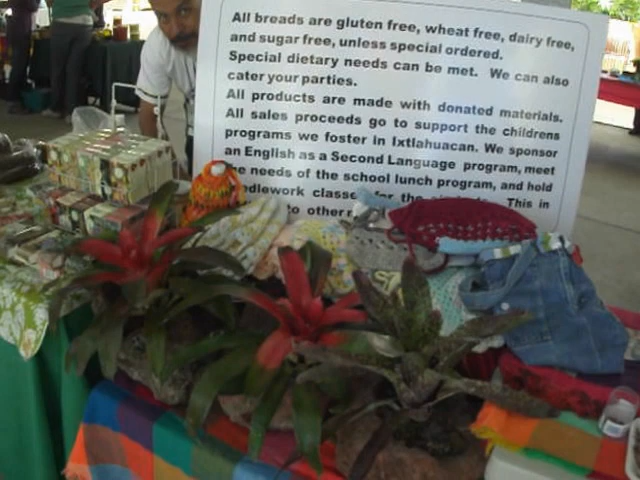 All breads are gluten free, wheat free, dairy free,
and sugar free, unless special ordered.
Special dietary needs can be met. We can also
cater your parties.
All products are made with donated materials.
All sales proceeds go to support the childrens
programs we foster in Ixtlahuacan. We sponsor
an English as a Second Language program, meet
needs of the school lunch program, and hold
for the This in
to other